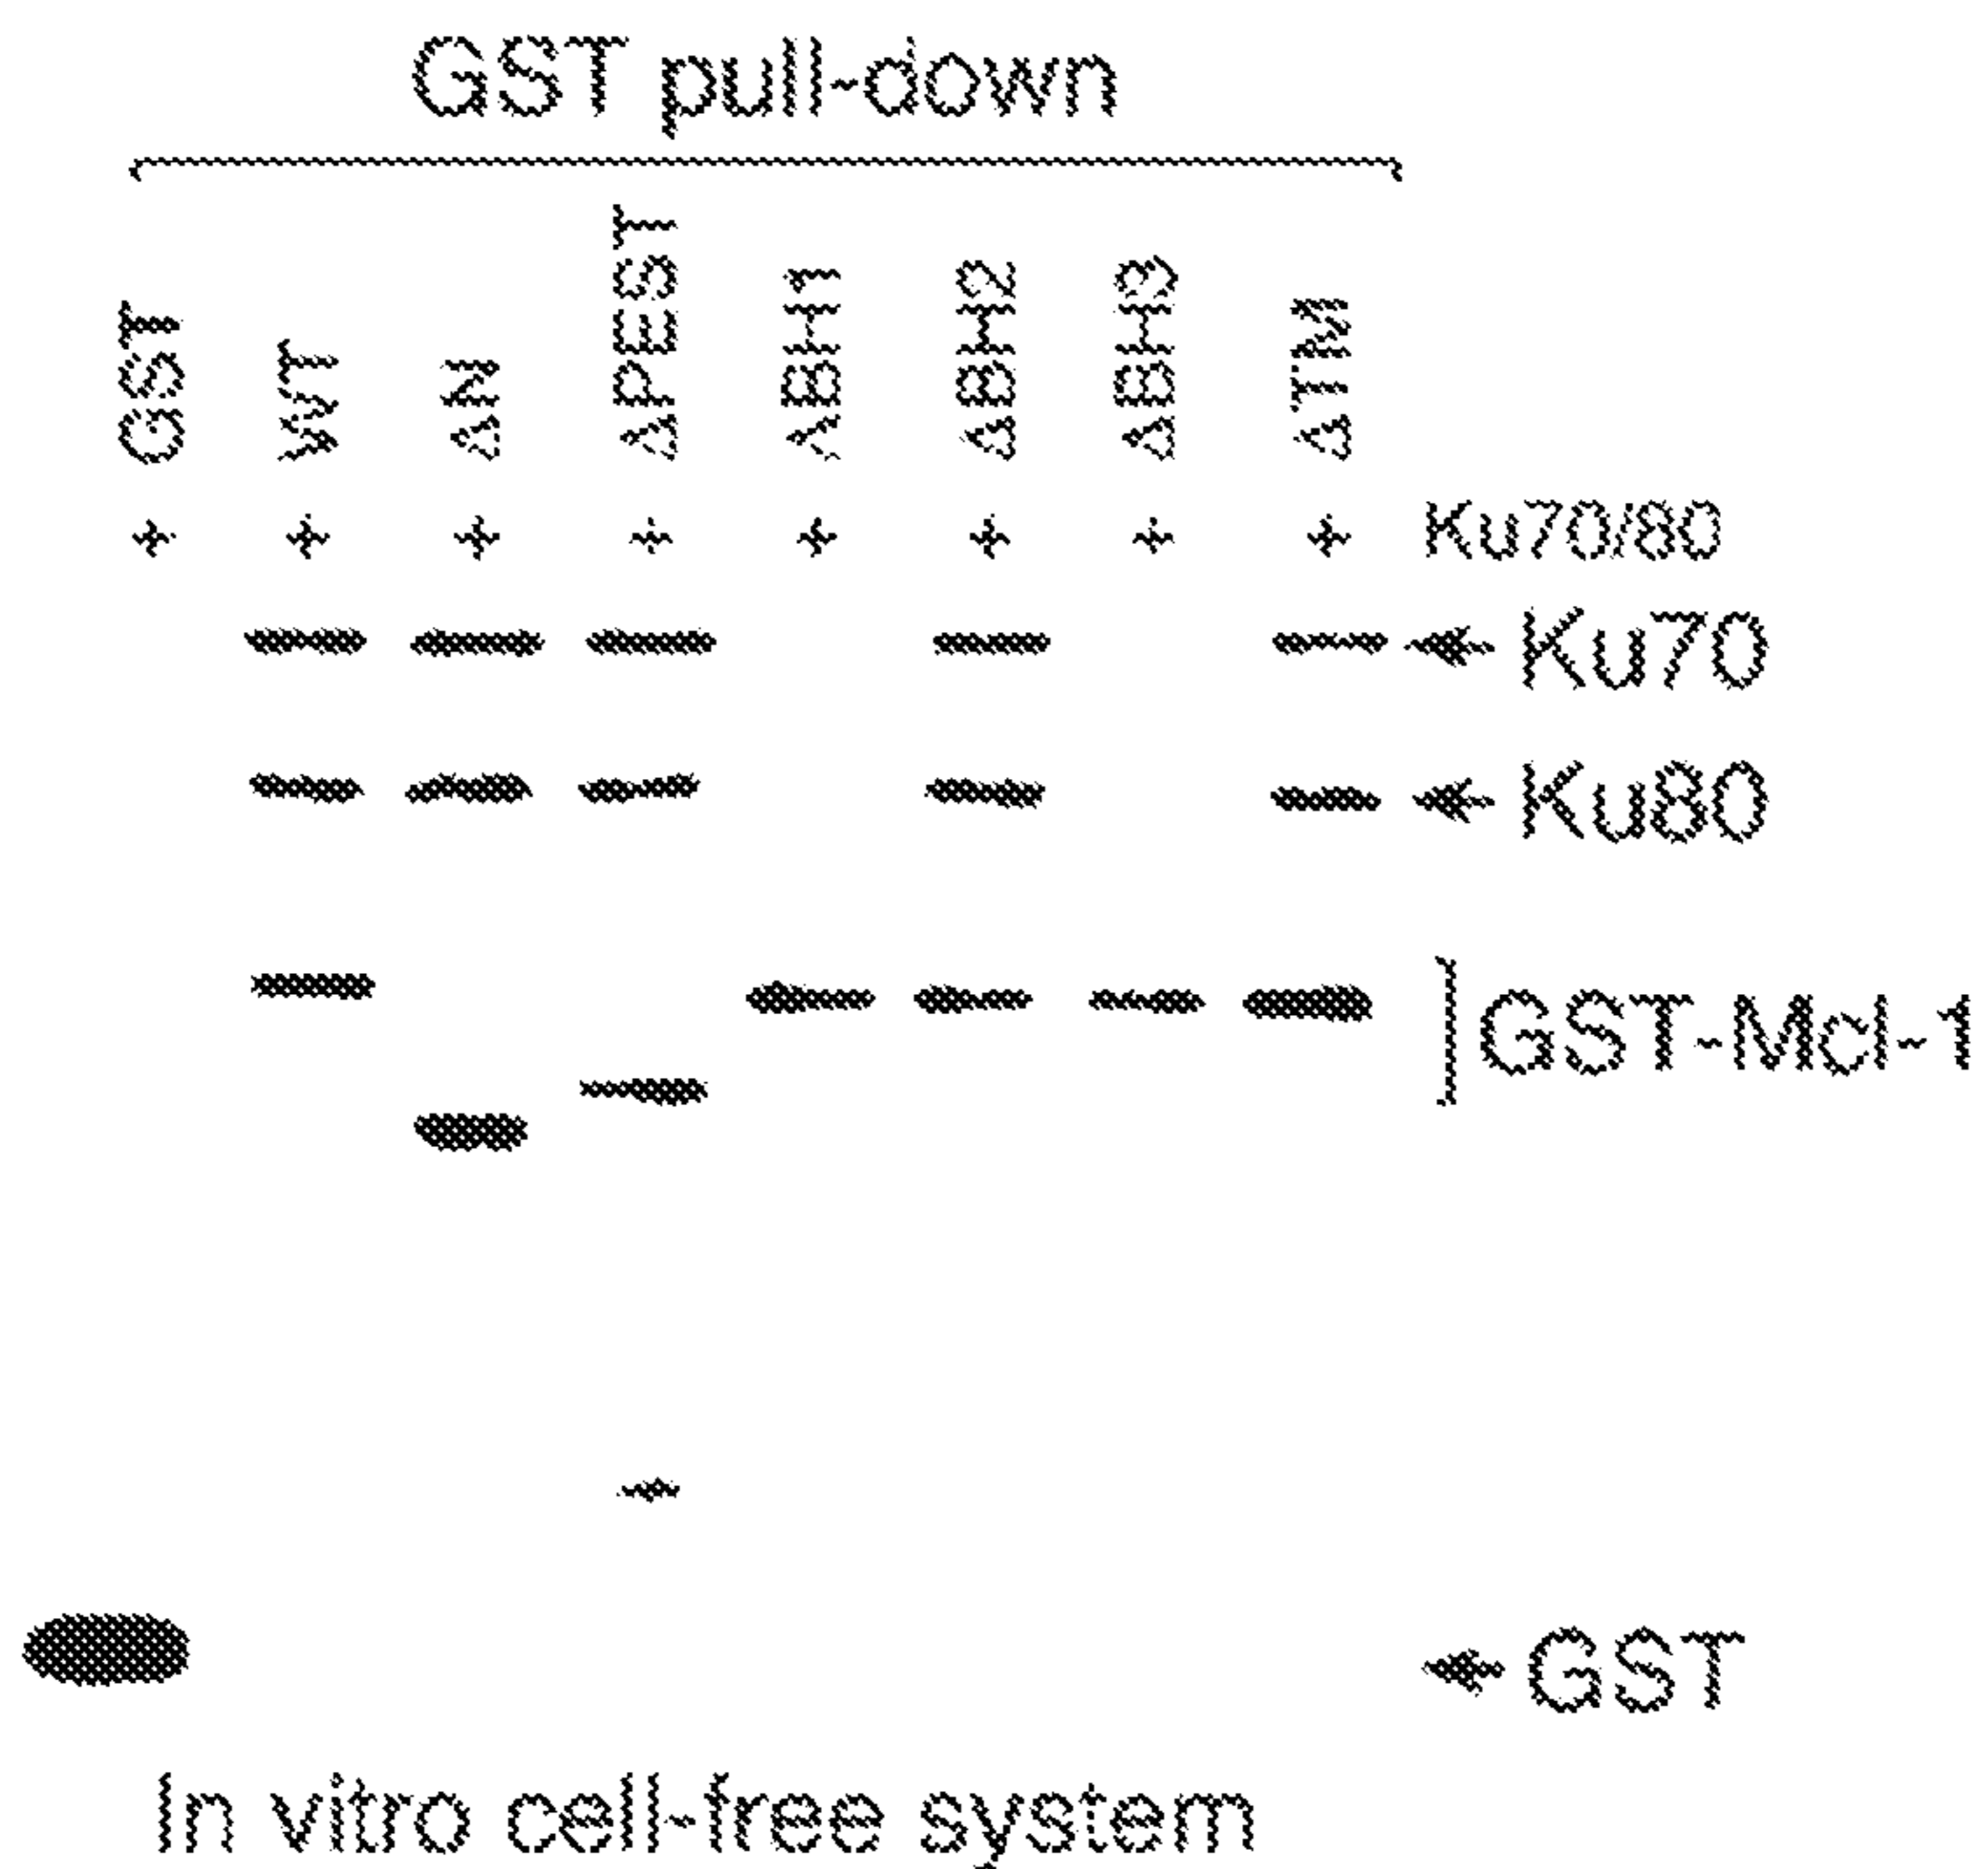 GST pull-down
GST WT ΔN ΔPEST ΔBH1 ΔBH2 ΔBH3 ΔTM
+ + + + + + + + Ku70/80
Ku70
Ku80
GST-Mcl-1
GST
In vitro cell-free system